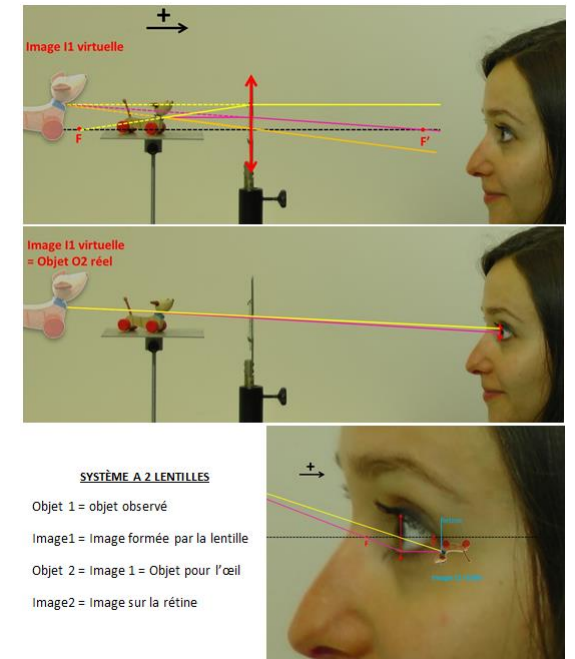 +
Image I1 virtuelle
F
F'
Image I1 virtuelle
= Objet O2 réel
SYSTÈME A 2 LENTILLES
Objet 1 = objet observé
Image1 = Image formée par la lentille
Objet 2 = Image 1 = Objet pour l'œil
Image2 = Image sur la rétine
+
F